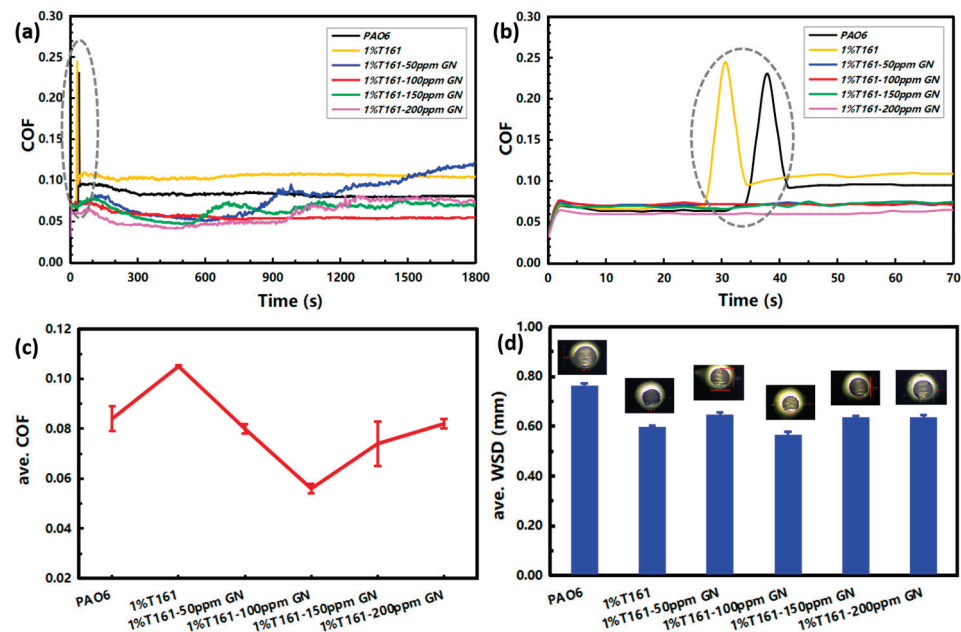 (a)
PAO6
1%T161
1%T161-50ppm GN
1%T161-100ppm GN
1%T161-150ppm GN
1%T161-200ppm GN
COF
0.30
0.25
0.20
0.15
0.10
0.05
0.00
0 300 600 900 1200 1500 1800
Time (s)
(b)
PAO6
1%T161
1%T161-50ppm GN
1%T161-100ppm GN
1%T161-150ppm GN
1%T161-200ppm GN
COF
0.30
0.25
0.20
0.15
0.10
0.05
0.00
0 10 20 30 40 50 60 70
Time (s)
(c)
ave. COF
0.12
0.10
0.08
0.06
0.04
0.02
PAO6
1%T161
1%T161-50ppm GN
1%T161-100ppm GN
1%T161-150ppm GN
1%T161-200ppm GN
(d)
ave. WSD (mm)
1.00
0.80
0.60
0.40
0.20
0.00
PAO6
1%T161
1%T161-50ppm GN
1%T161-100ppm GN
1%T161-150ppm GN
1%T161-200ppm GN